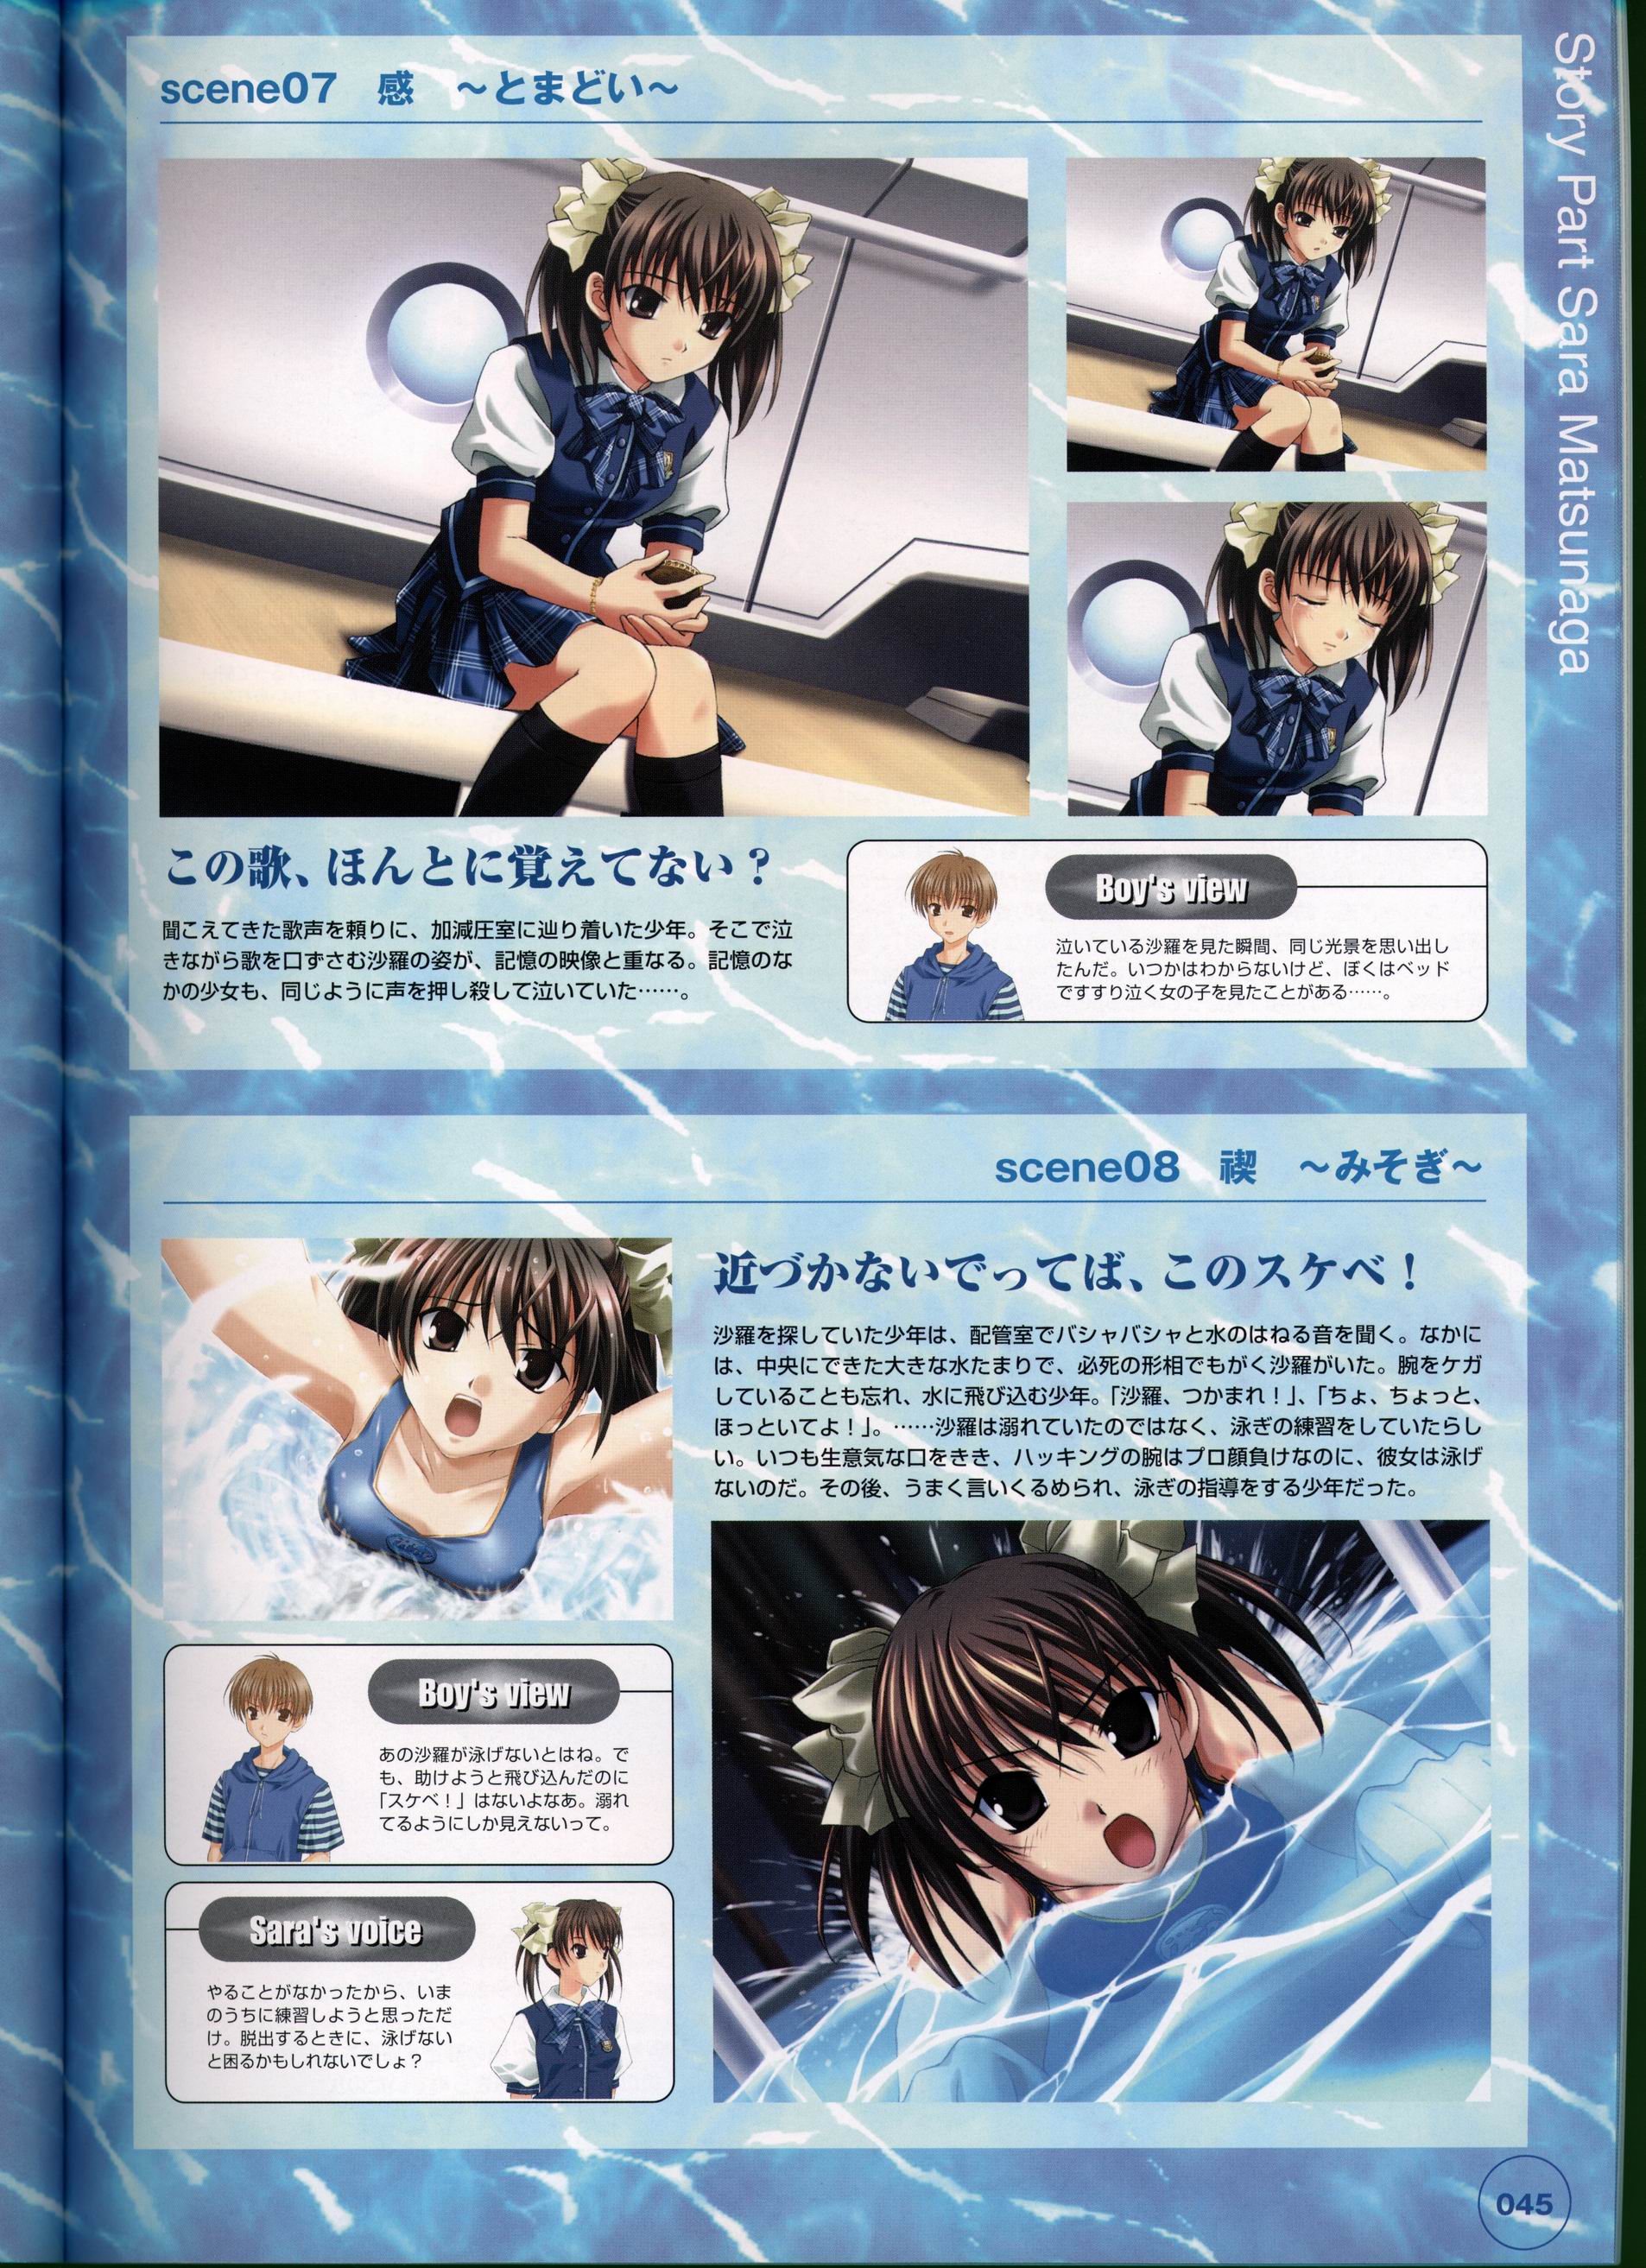 Story Part Sara Matsunaga
scene07　感　～とまどい～
この歌、ほんとに覚えてない？
聞こえてきた歌声を頼りに、加減圧室に辿り着いた少年。そこで泣
きながら歌を口ずさむ沙羅の姿が、記憶の映像と重なる。記憶のな
かの少女も、同じように声を押し殺して泣いていた……。
Boy's view
泣いている沙羅を見た瞬間、同じ光景を思い出し
たんだ。いつかはわからないけど、ぼくはベッド
ですすり泣く女の子を見たことがある……。
scene08　禊　～みそぎ～
近づかないでってば、このスケベ！
沙羅を探していた少年は、配管室でバシャバシャと水のはねる音を聞く。なかに
は、中央にできた大きな水たまりで、必死の形相でもがく沙羅がいた。腕をケガ
していることも忘れ、水に飛び込む少年。「沙羅、つかまれ！」、「ちょ、ちょっと、
ほっといてよ！」。……沙羅は溺れていたのではなく、泳ぎの練習をしていたらし
い。いつも生意気な口をきき、ハッキングの腕はプロ顔負けなのに、彼女は泳げ
ないのだ。その後、うまく言いくるめられ、泳ぎの指導をする少年だった。
Boy's view
あの沙羅が泳げないとはね。で
も、助けようと飛び込んだのに
「スケベ！」はないよなあ。溺れ
てるようにしか見えないって。
Sara's voice
やることがなかったから、いま
のうちに練習しようと思っただ
け。脱出するときに、泳げない
と困るかもしれないでしょ？
045